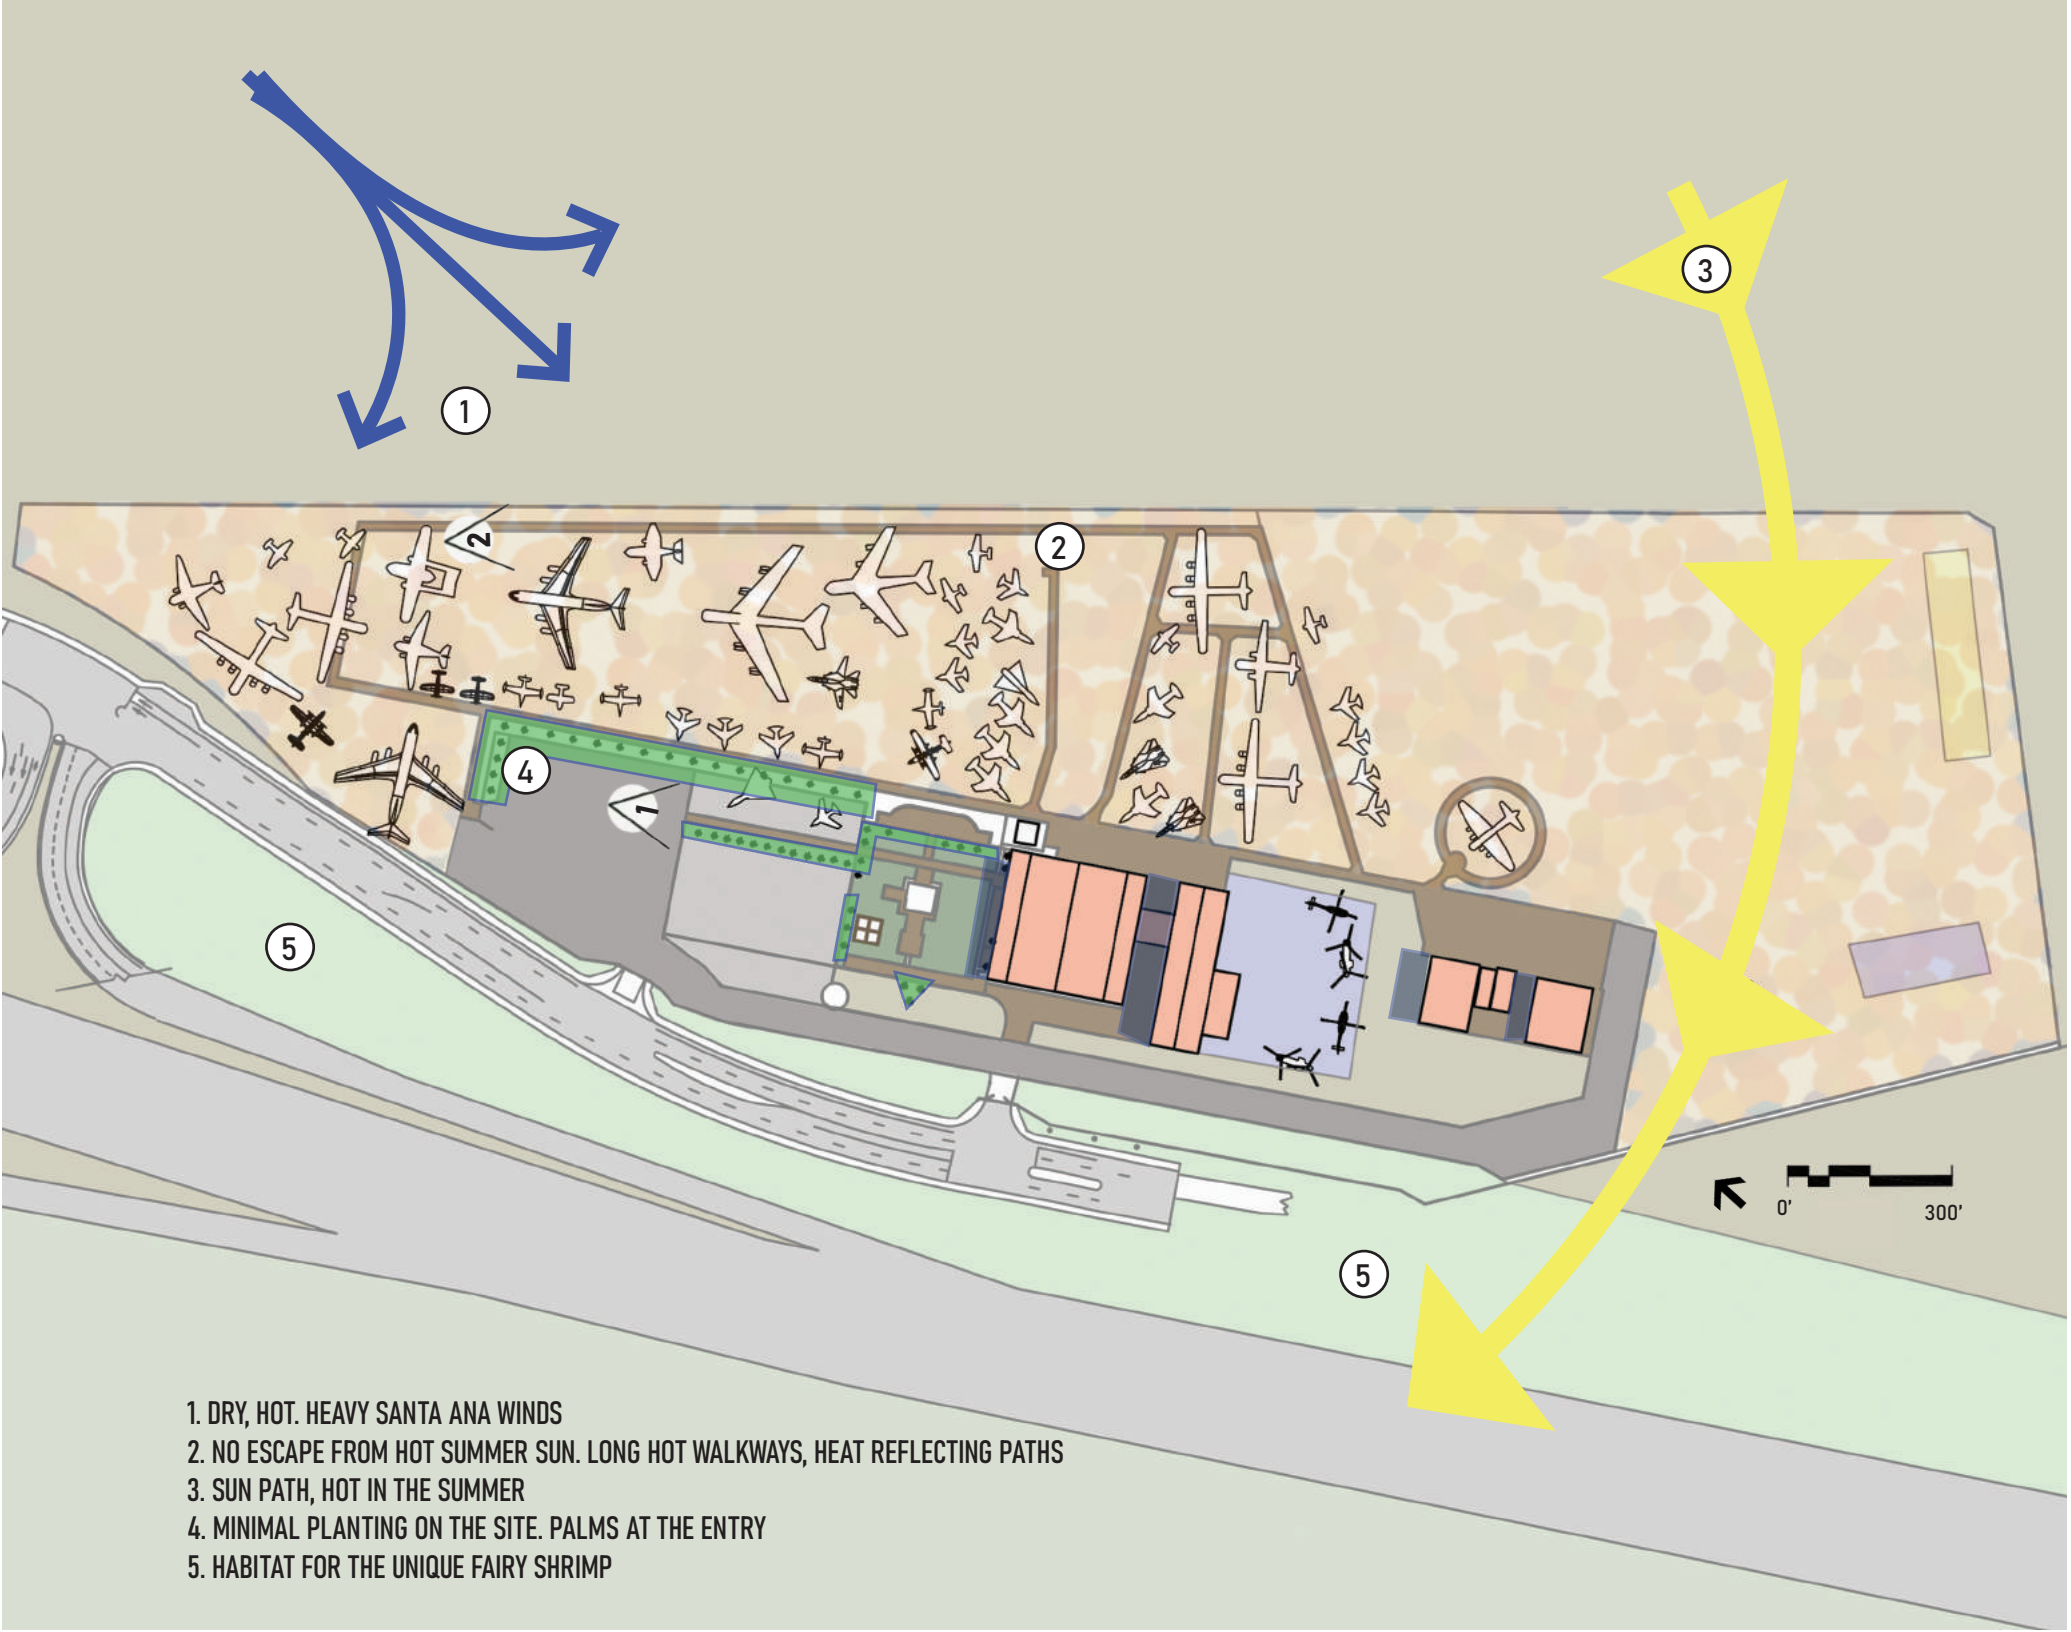 3
1
2
2
4
1
5
0'
300'
5
1. DRY, HOT. HEAVY SANTA ANA WINDS
2. NO ESCAPE FROM HOT SUMMER SUN. LONG HOT WALKWAYS, HEAT REFLECTING PATHS
3. SUN PATH, HOT IN THE SUMMER
4. MINIMAL PLANTING ON THE SITE. PALMS AT THE ENTRY
5. HABITAT FOR THE UNIQUE FAIRY SHRIMP